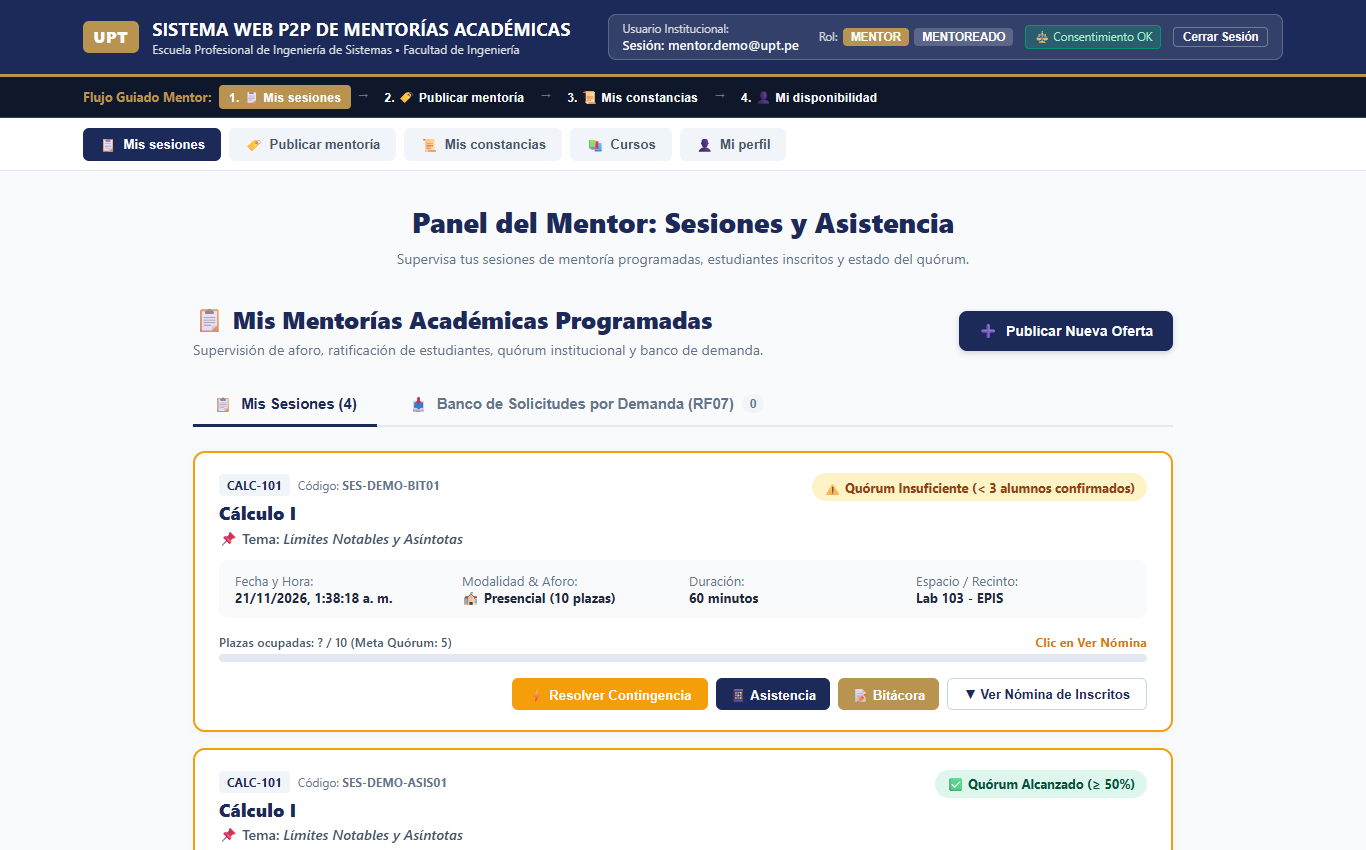 UPT
SISTEMA WEB P2P DE MENTORÍAS ACADÉMICAS
Escuela Profesional de Ingeniería de Sistemas • Facultad de Ingeniería
Usuario Institucional:
Sesión: mentor.demo@upt.pe
Rol: MENTOR MENTOREADO
Consentimiento OK
Cerrar Sesión
Flujo Guiado Mentor: 1. Mis sesiones → 2. Publicar mentoría → 3. Mis constancias → 4. Mi disponibilidad
Mis sesiones Publicar mentoría Mis constancias Cursos Mi perfil
Panel del Mentor: Sesiones y Asistencia
Supervisa tus sesiones de mentoría programadas, estudiantes inscritos y estado del quórum.
Mis Mentorías Académicas Programadas
Supervisión de aforo, ratificación de estudiantes, quórum institucional y banco de demanda.
➕ Publicar Nueva Oferta
Mis Sesiones (4) Banco de Solicitudes por Demanda (RF07) 0
CALC-101 Código: SES-DEMO-BIT01
⚠️ Quórum Insuficiente (< 3 alumnos confirmados)
Cálculo I
📌 Tema: Límites Notables y Asíntotas
Fecha y Hora: Modalidad & Aforo: Duración: Espacio / Recinto:
21/11/2026, 1:38:18 a. m. Presencial (10 plazas) 60 minutos Lab 103 - EPIS
Plazas ocupadas: ? / 10 (Meta Quórum: 5) Clic en Ver Nómina
Resolver Contingencia Asistencia Bitácora ▼ Ver Nómina de Inscritos
CALC-101 Código: SES-DEMO-ASIS01
✅ Quórum Alcanzado (≥ 50%)
Cálculo I
📌 Tema: Límites Notables y Asíntotas